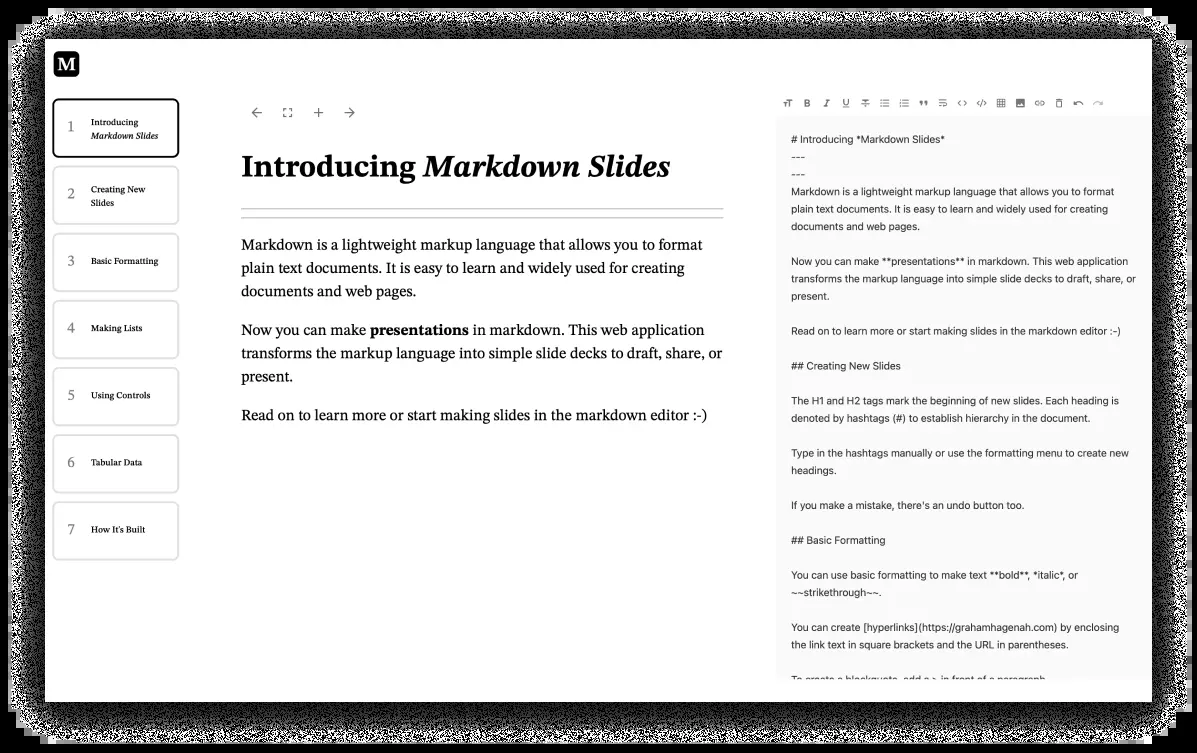 M
1
Introducing
Markdown Slides
2
Creating New
Slides
3
Basic Formatting
4
Making Lists
5
Using Controls
6
Tabular Data
7
How It's Built
Introducing Markdown Slides
Markdown is a lightweight markup language that allows you to format
plain text documents. It is easy to learn and widely used for creating
documents and web pages.
Now you can make presentations in markdown. This web application
transforms the markup language into simple slide decks to draft, share, or
present.
Read on to learn more or start making slides in the markdown editor :-)
# Introducing *Markdown Slides*
---
---
Markdown is a lightweight markup language that allows you to format
plain text documents. It is easy to learn and widely used for creating
documents and web pages.
Now you can make **presentations** in markdown. This web application
transforms the markup language into simple slide decks to draft, share, or
present.
Read on to learn more or start making slides in the markdown editor :-)
## Creating New Slides
The H1 and H2 tags mark the beginning of new slides. Each heading is
denoted by hashtags (#) to establish hierarchy in the document.
Type in the hashtags manually or use the formatting menu to create new
headings.
If you make a mistake, there's an undo button too.
## Basic Formatting
You can use basic formatting to make text **bold**, *italic*, or
~~strikethrough~~.
You can create [hyperlinks](https://grahamhagenah.com) by enclosing
the link text in square brackets and the URL in parentheses.
To create a blockquote, add a > in front of a paragraph.